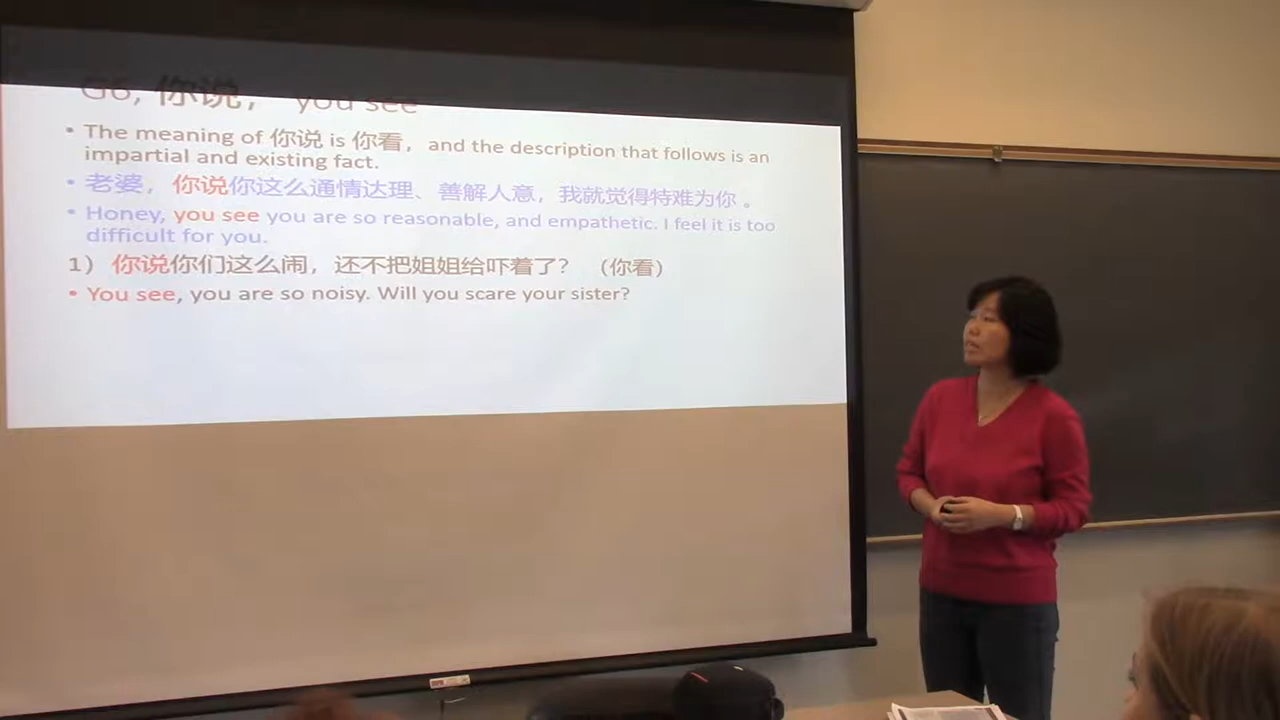 G6, 你说， you see
• The meaning of 你说 is 你看，and the description that follows is an
impartial and existing fact.
• 老婆，你说你这么通情达理、善解人意，我就觉得特难为你 。
• Honey, you see you are so reasonable, and empathetic. I feel it is too
difficult for you.
1） 你说你们这么闹，还不把姐姐给吓着了？ （你看）
• You see, you are so noisy. Will you scare your sister?